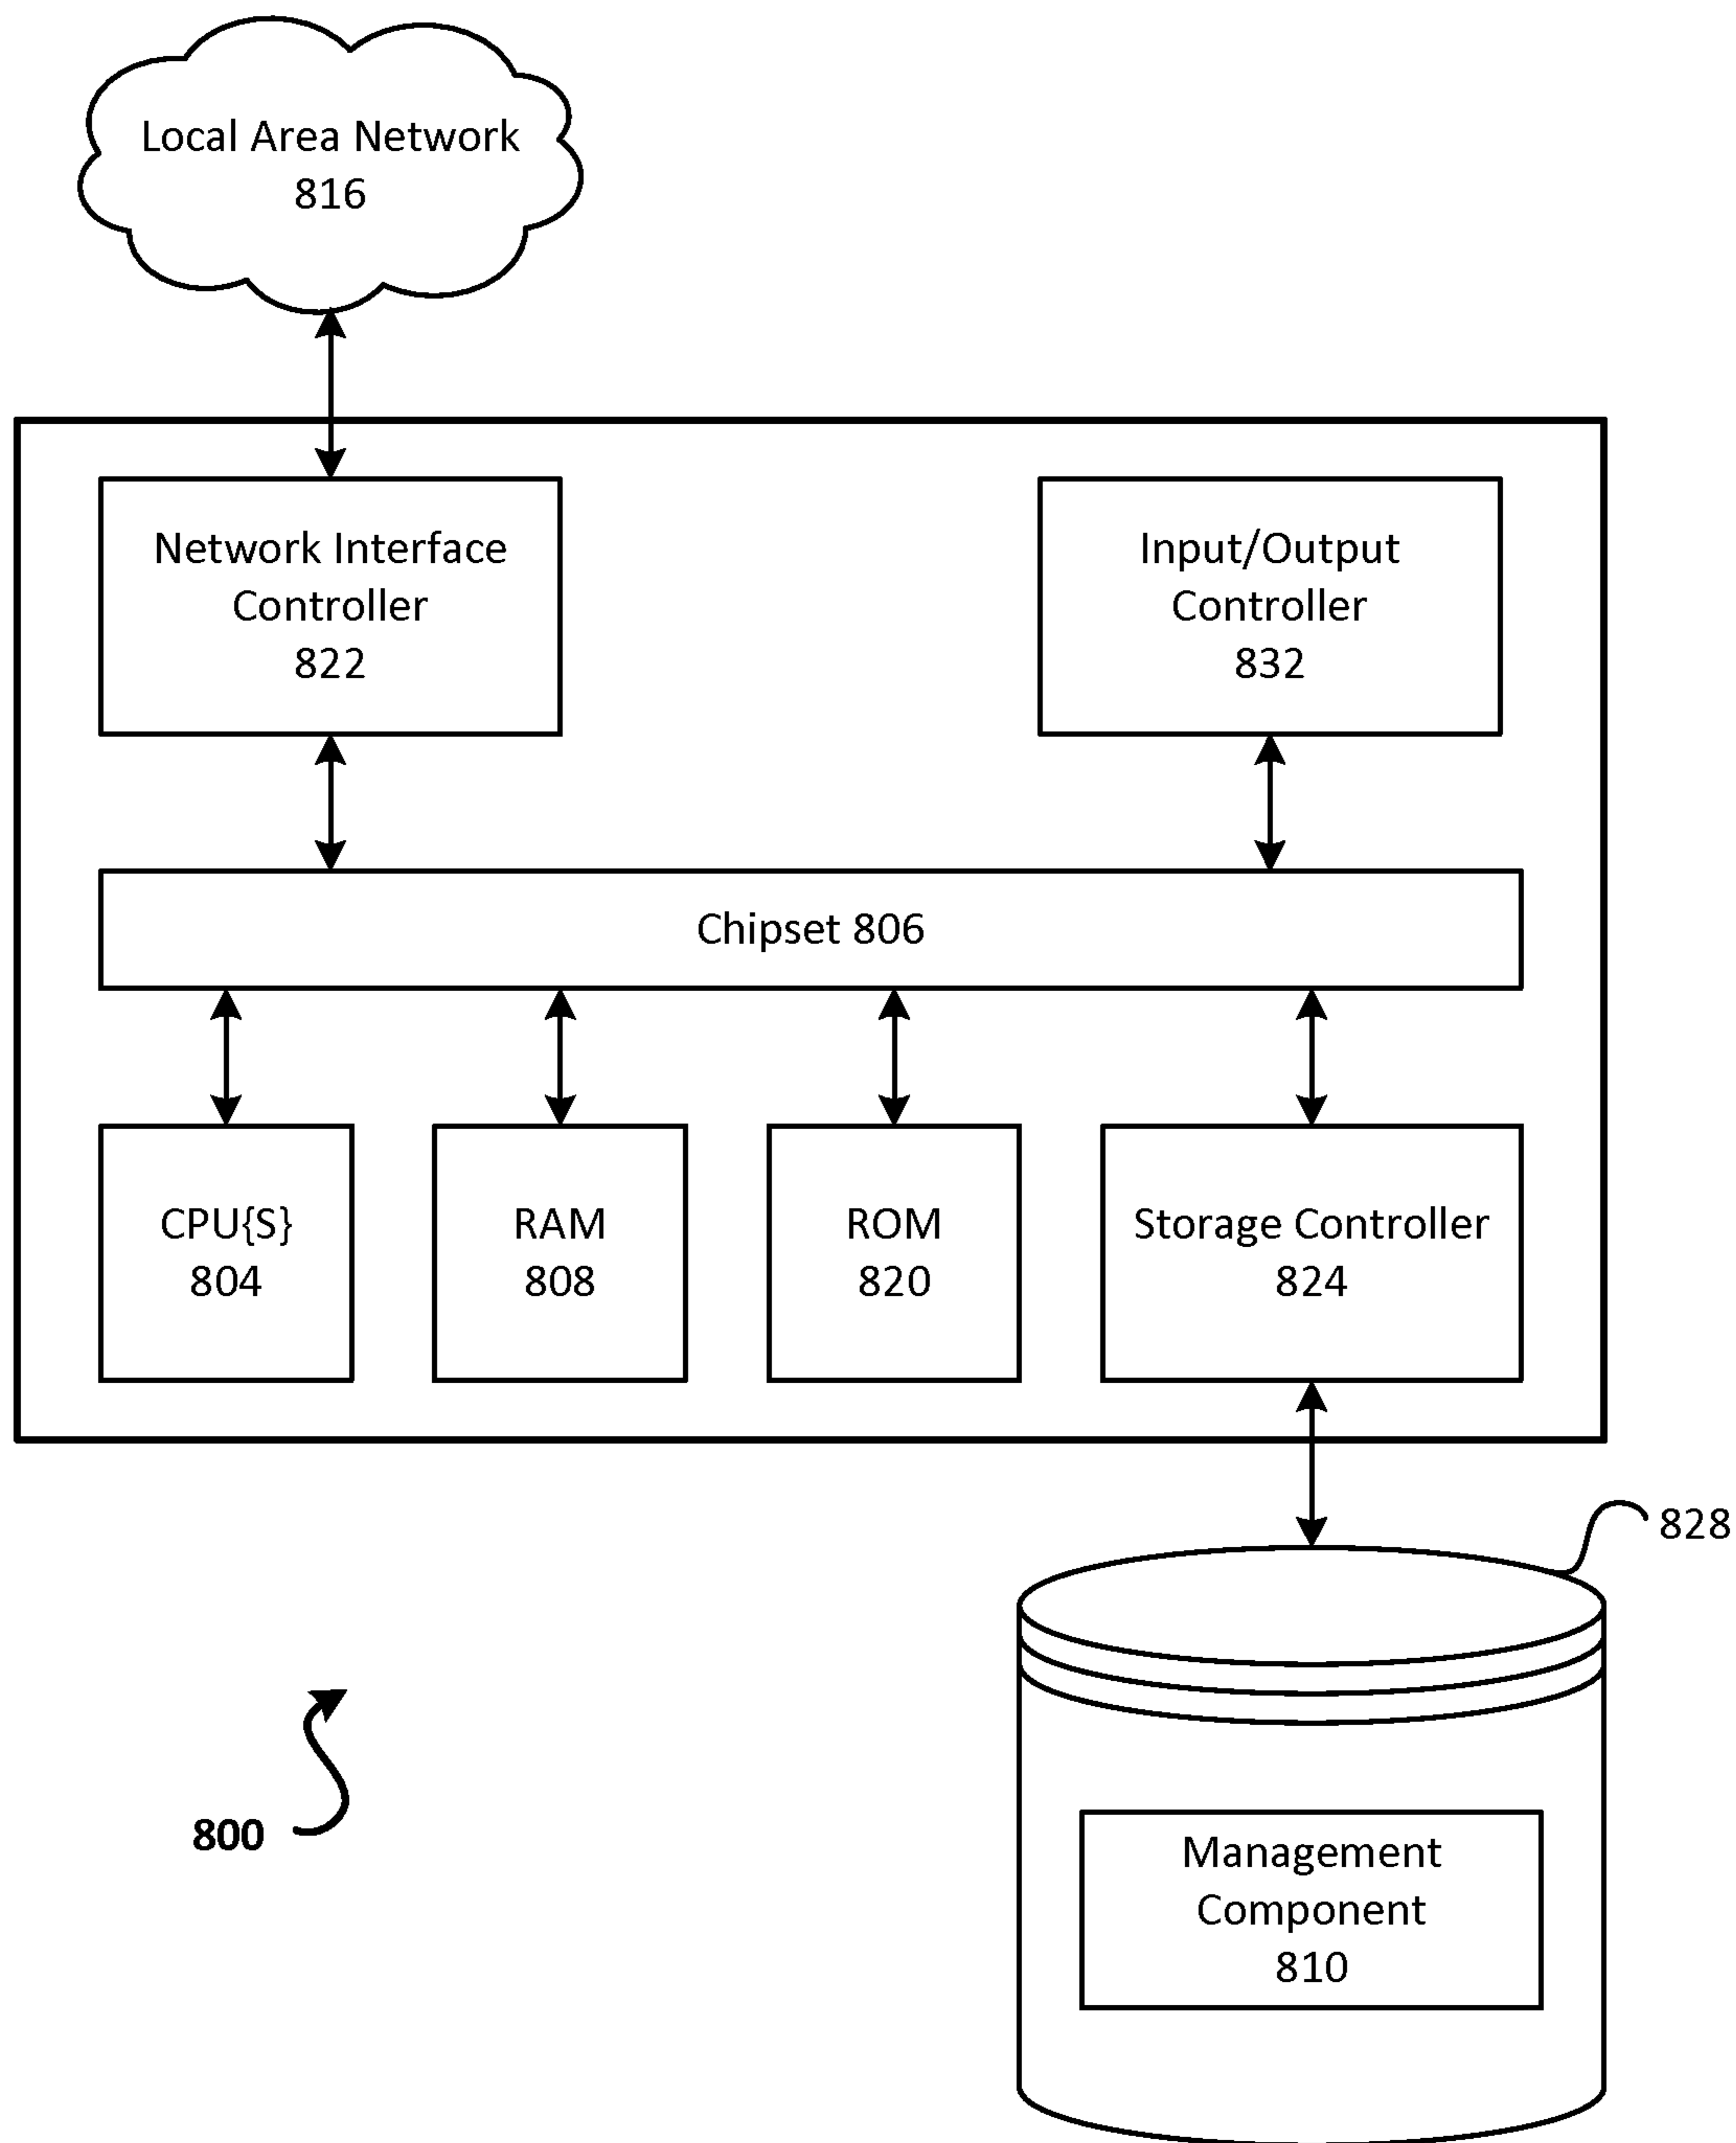 Local Area Network
816
Network Interface
Controller
822
Input/Output
Controller
832
Chipset 806
CPU{S}
804
RAM
808
ROM
820
Storage Controller
824
828
800
Management
Component
810